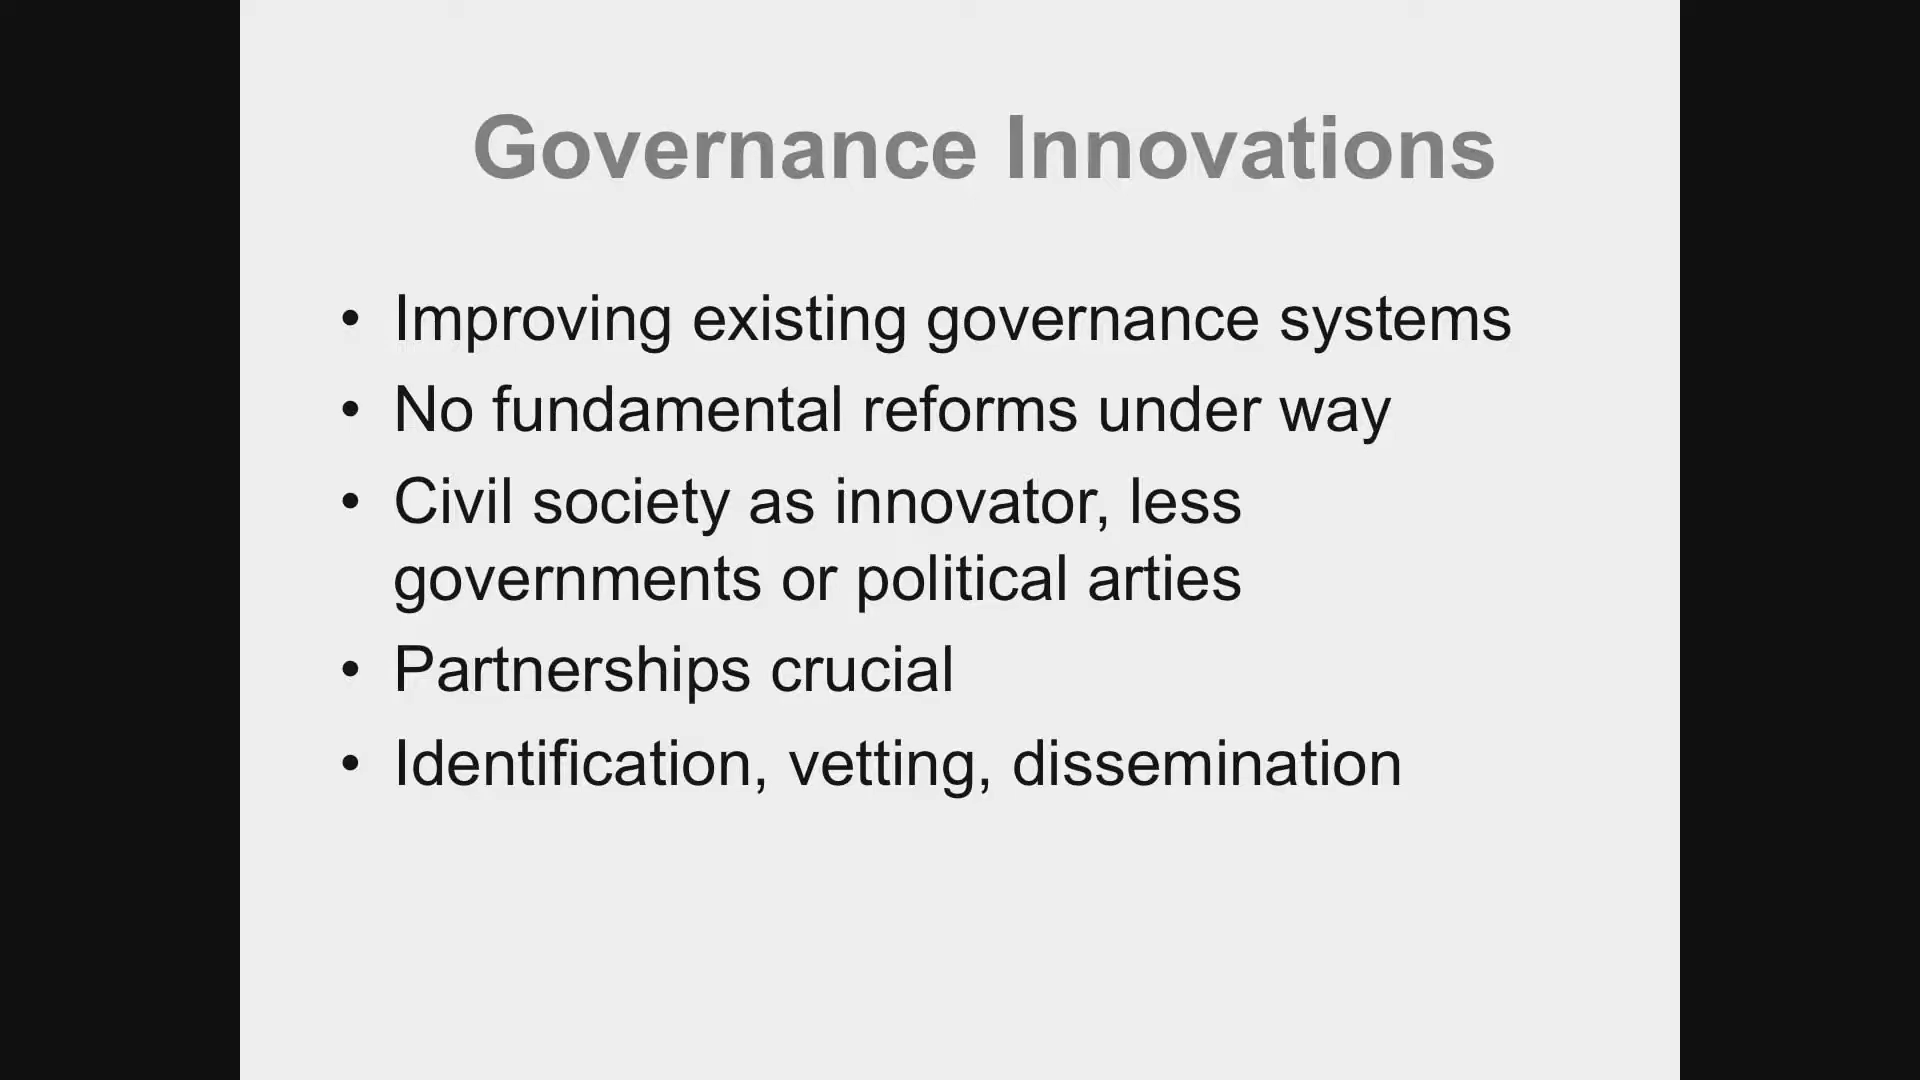 Governance Innovations
• Improving existing governance systems
• No fundamental reforms under way
• Civil society as innovator, less
governments or political arties
• Partnerships crucial
• Identification, vetting, dissemination